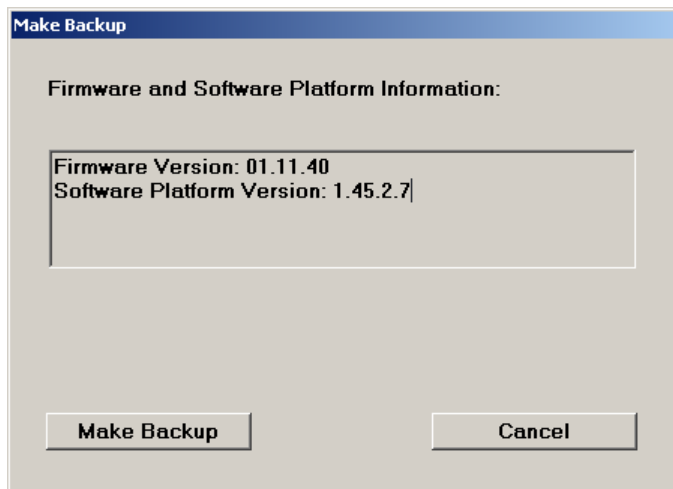 Make Backup
Firmware and Software Platform Information:
Firmware Version: 01.11.40
Software Platform Version: 1.45.2.7
Make Backup
Cancel